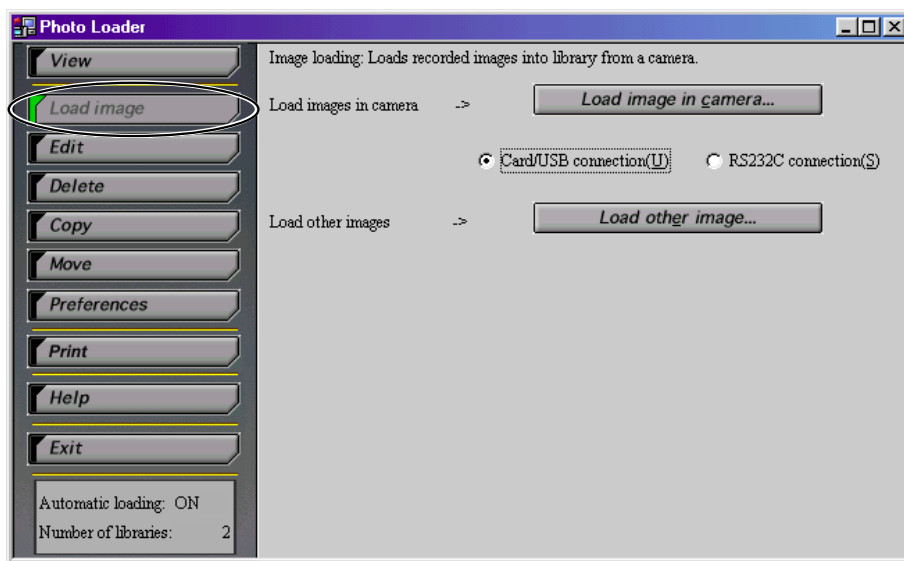 Photo Loader
View
Load image
Edit
Delete
Copy
Move
Preferences
Print
Help
Exit
Automatic loading: ON
Number of libraries: 2
Image loading: Loads recorded images into library from a camera.
Load images in camera -> Load image in camera...
Card/USB connection(U) RS232C connection(S)
Load other images -> Load other image...